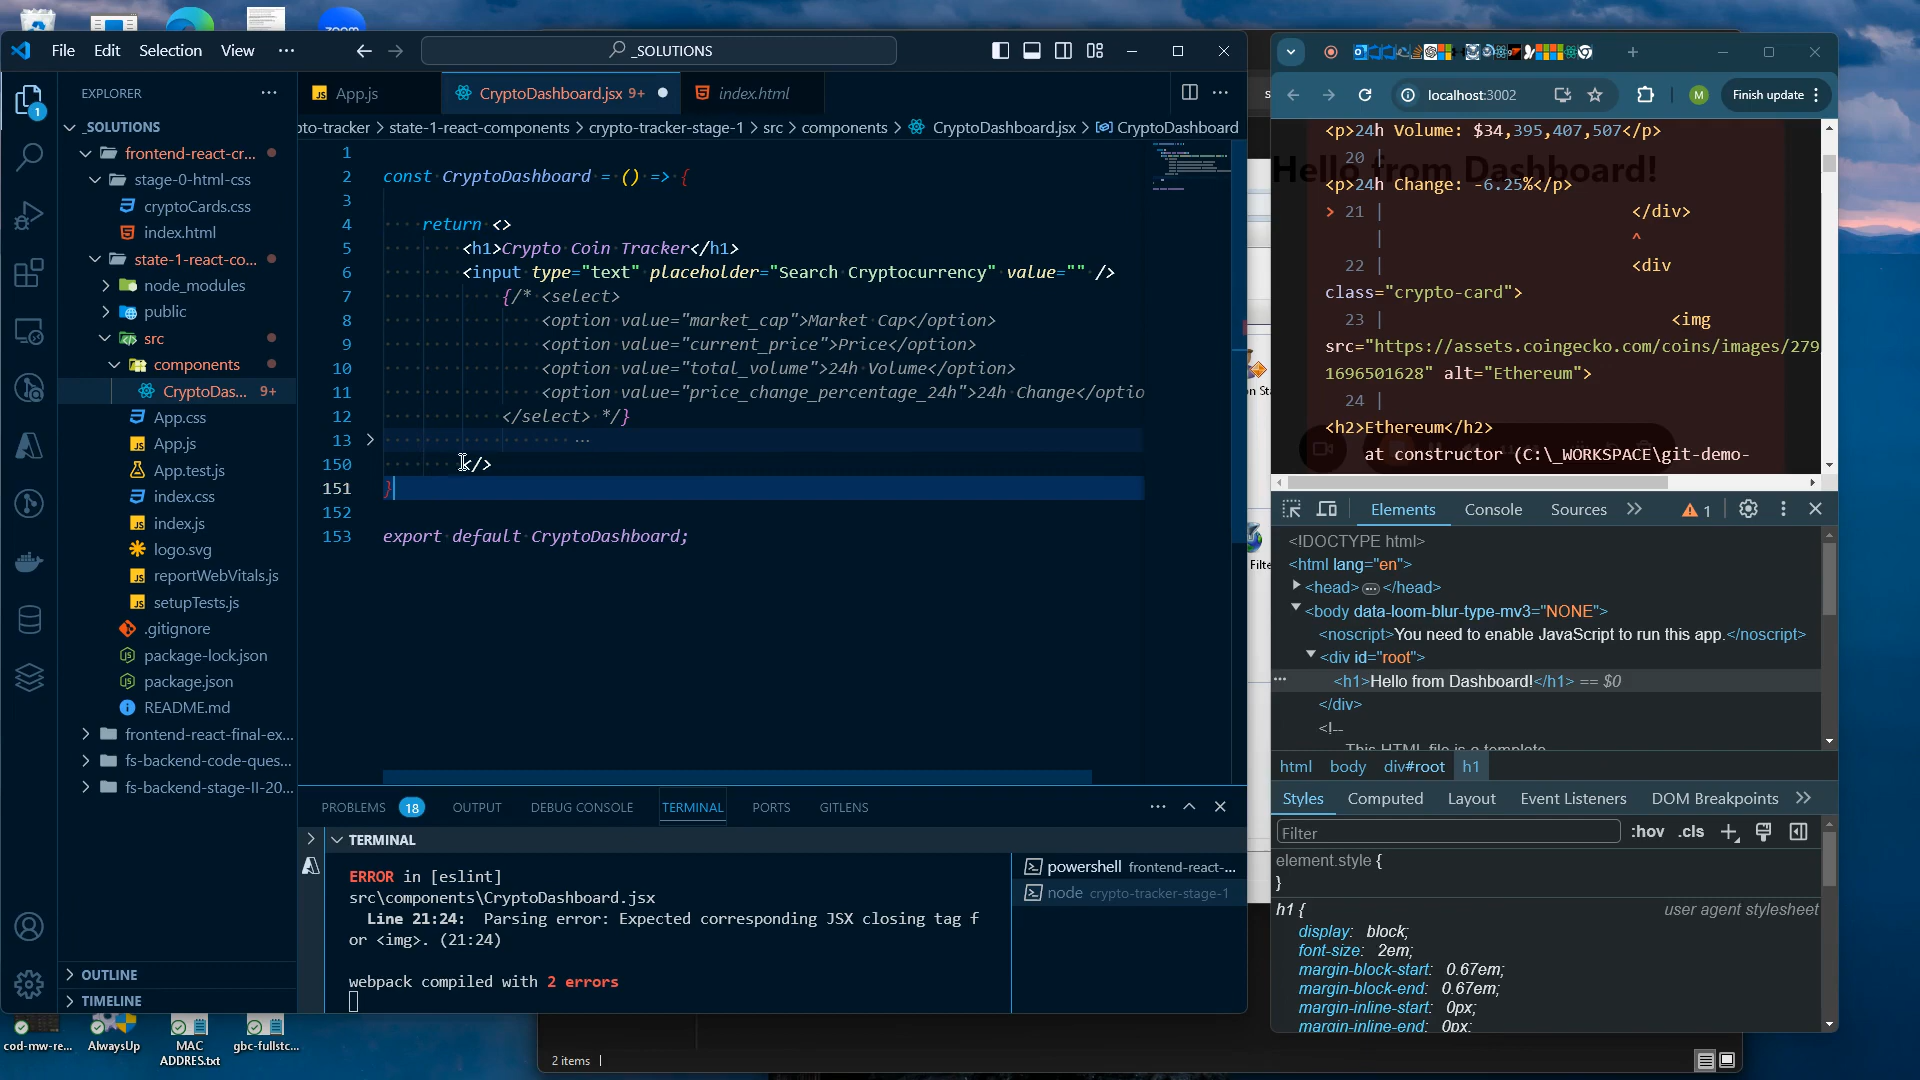 zoom
File Edit Selection View ···
_SOLUTIONS
EXPLORER
App.js
CryptoDashboard.jsx 9+
index.html
pto-tracker > state-1-react-components > crypto-tracker-stage-1 > src > components > CryptoDashboard.jsx > CryptoDashboard
_SOLUTIONS
frontend-react-cr...
stage-0-html-css
cryptoCards.css
index.html
state-1-react-co...
node_modules
public
src
components
CryptoDas... 9+
App.css
App.js
App.test.js
index.css
index.js
logo.svg
reportWebVitals.js
setupTests.js
.gitignore
package-lock.json
package.json
README.md
frontend-react-final-ex...
fs-backend-code-ques...
fs-backend-stage-II-20...
OUTLINE
TIMELINE
1
2 const CryptoDashboard = () => {
3
4 return <>
5 <h1>Crypto Coin Tracker</h1>
6 <input type="text" placeholder="Search Cryptocurrency" value="" />
7 {/* <select>
8 <option value="market_cap">Market Cap</option>
9 <option value="current_price">Price</option>
10 <option value="total_volume">24h Volume</option>
11 <option value="price_change_percentage_24h">24h Change</optio
12 </select> */}
13 ···
150 </>
151 }
152
153 export default CryptoDashboard;
PROBLEMS 18 OUTPUT DEBUG CONSOLE TERMINAL PORTS GITLENS
TERMINAL
ERROR in [eslint]
src\components\CryptoDashboard.jsx
Line 21:24: Parsing error: Expected corresponding JSX closing tag f
or <img>. (21:24)
webpack compiled with 2 errors
powershell frontend-react-...
node crypto-tracker-stage-1
localhost:3002
M
Finish update
Hello from Dashboard!
<p>24h Volume: $34,395,407,507</p>
20 |
<p>24h Change: -6.25%</p>
> 21 | </div>
| ^
22 | <div
class="crypto-card">
23 | <img
src="https://assets.coingecko.com/coins/images/279
1696501628" alt="Ethereum">
24 |
<h2>Ethereum</h2>
at constructor (C:\_WORKSPACE\git-demo-
Elements Console Sources 1
<!DOCTYPE html>
<html lang="en">
<head> </head>
<body data-loom-blur-type-mv3="NONE">
<noscript>You need to enable JavaScript to run this app.</noscript>
<div id="root">
<h1>Hello from Dashboard!</h1> == $0
</div>
<!--
This HTML file is a template.
html body div#root h1
Styles Computed Layout Event Listeners DOM Breakpoints
Filter :hov .cls
element.style {
}
h1 { user agent stylesheet
display: block;
font-size: 2em;
margin-block-start: 0.67em;
margin-block-end: 0.67em;
margin-inline-start: 0px;
margin-inline-end: 0px;
on Sta
Filte
cod-mw-re...
AlwaysUp
MAC
ADDRES.txt
gbc-fullstc...
2 items